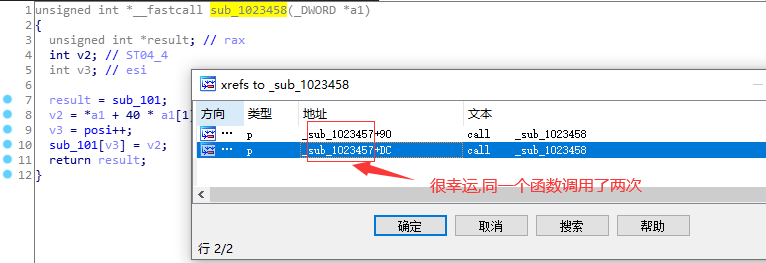 1 unsigned int *__fastcall sub_1023458(_DWORD *a1)
2 {
3 unsigned int *result; // rax
4 int v2; // ST04_4
5 int v3; // esi
6
7 result = sub_101;
8 v2 = *a1 + 40 * a1[1]
9 v3 = posi++;
10 sub_101[v3] = v2;
11 return result;
12 }
xrefs to _sub_1023458
方向 类型 地址 文本
... p _sub_1023457+90 call _sub_1023458
... p _sub_1023457+DC call _sub_1023458
很幸运,同一个函数调用了两次
确定 取消 搜索 帮助
行 2/2